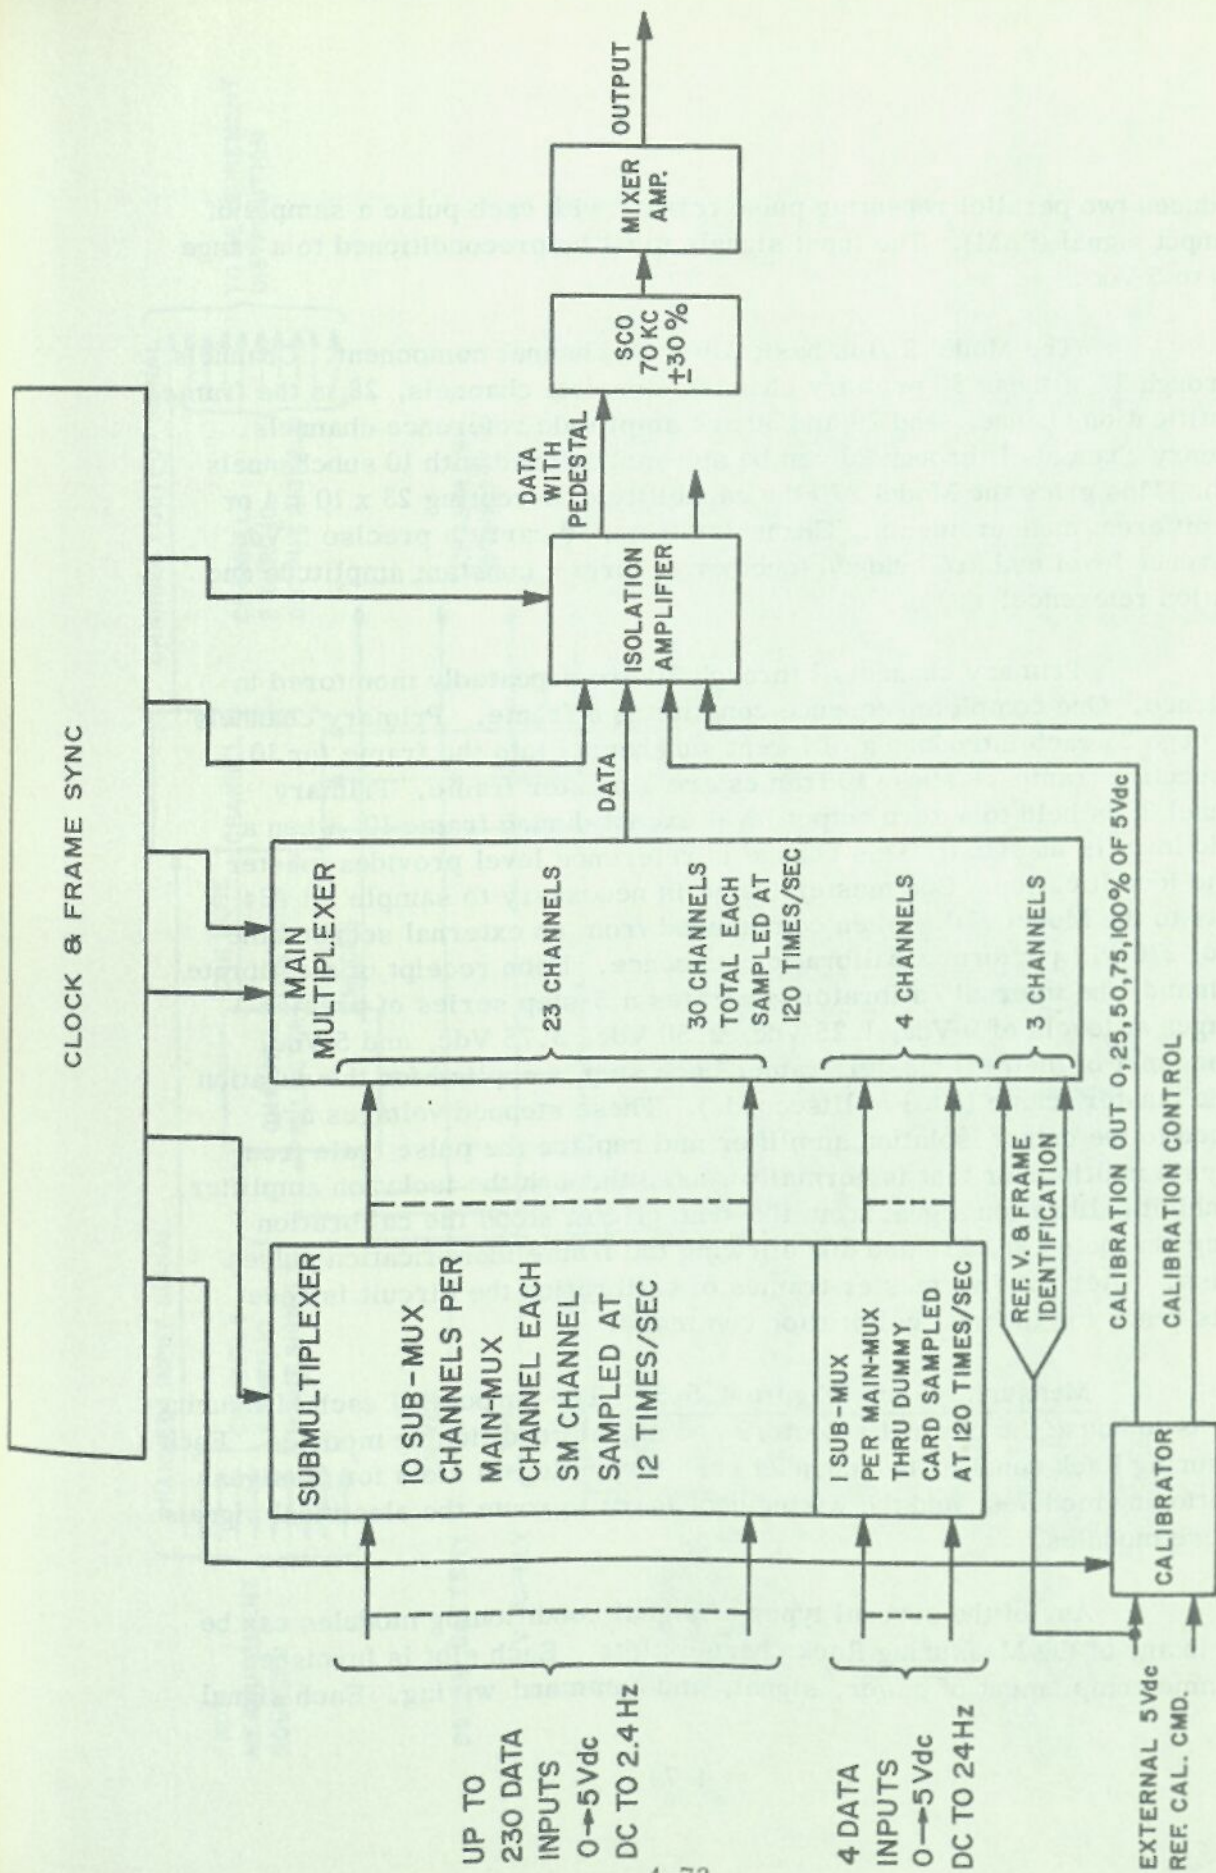 CLOCK & FRAME SYNC
UP TO
230 DATA
INPUTS
0→5Vdc
DC TO 2.4Hz
4 DATA
INPUTS
0→5Vdc
DC TO 24Hz
EXTERNAL 5Vdc
REF. CAL. CMD.
SUBMULTIPLEXER
10 SUB-MUX
CHANNELS PER
MAIN-MUX
CHANNEL EACH
SM CHANNEL
SAMPLED AT
12 TIMES/SEC
1 SUB-MUX
PER MAIN-MUX
THRU DUMMY
CARD SAMPLED
AT 120 TIMES/SEC
CALIBRATOR
REF. V. & FRAME
IDENTIFICATION
CALIBRATION OUT 0,25,50,75,100% OF 5Vdc
CALIBRATION CONTROL
MAIN
MULTIPLEXER
23 CHANNELS
30 CHANNELS
TOTAL EACH
SAMPLED AT
120 TIMES/SEC
4 CHANNELS
3 CHANNELS
DATA
ISOLATION
AMPLIFIER
DATA
WITH
PEDESTAL
SCO
70 KC
±30%
MIXER
AMP.
OUTPUT